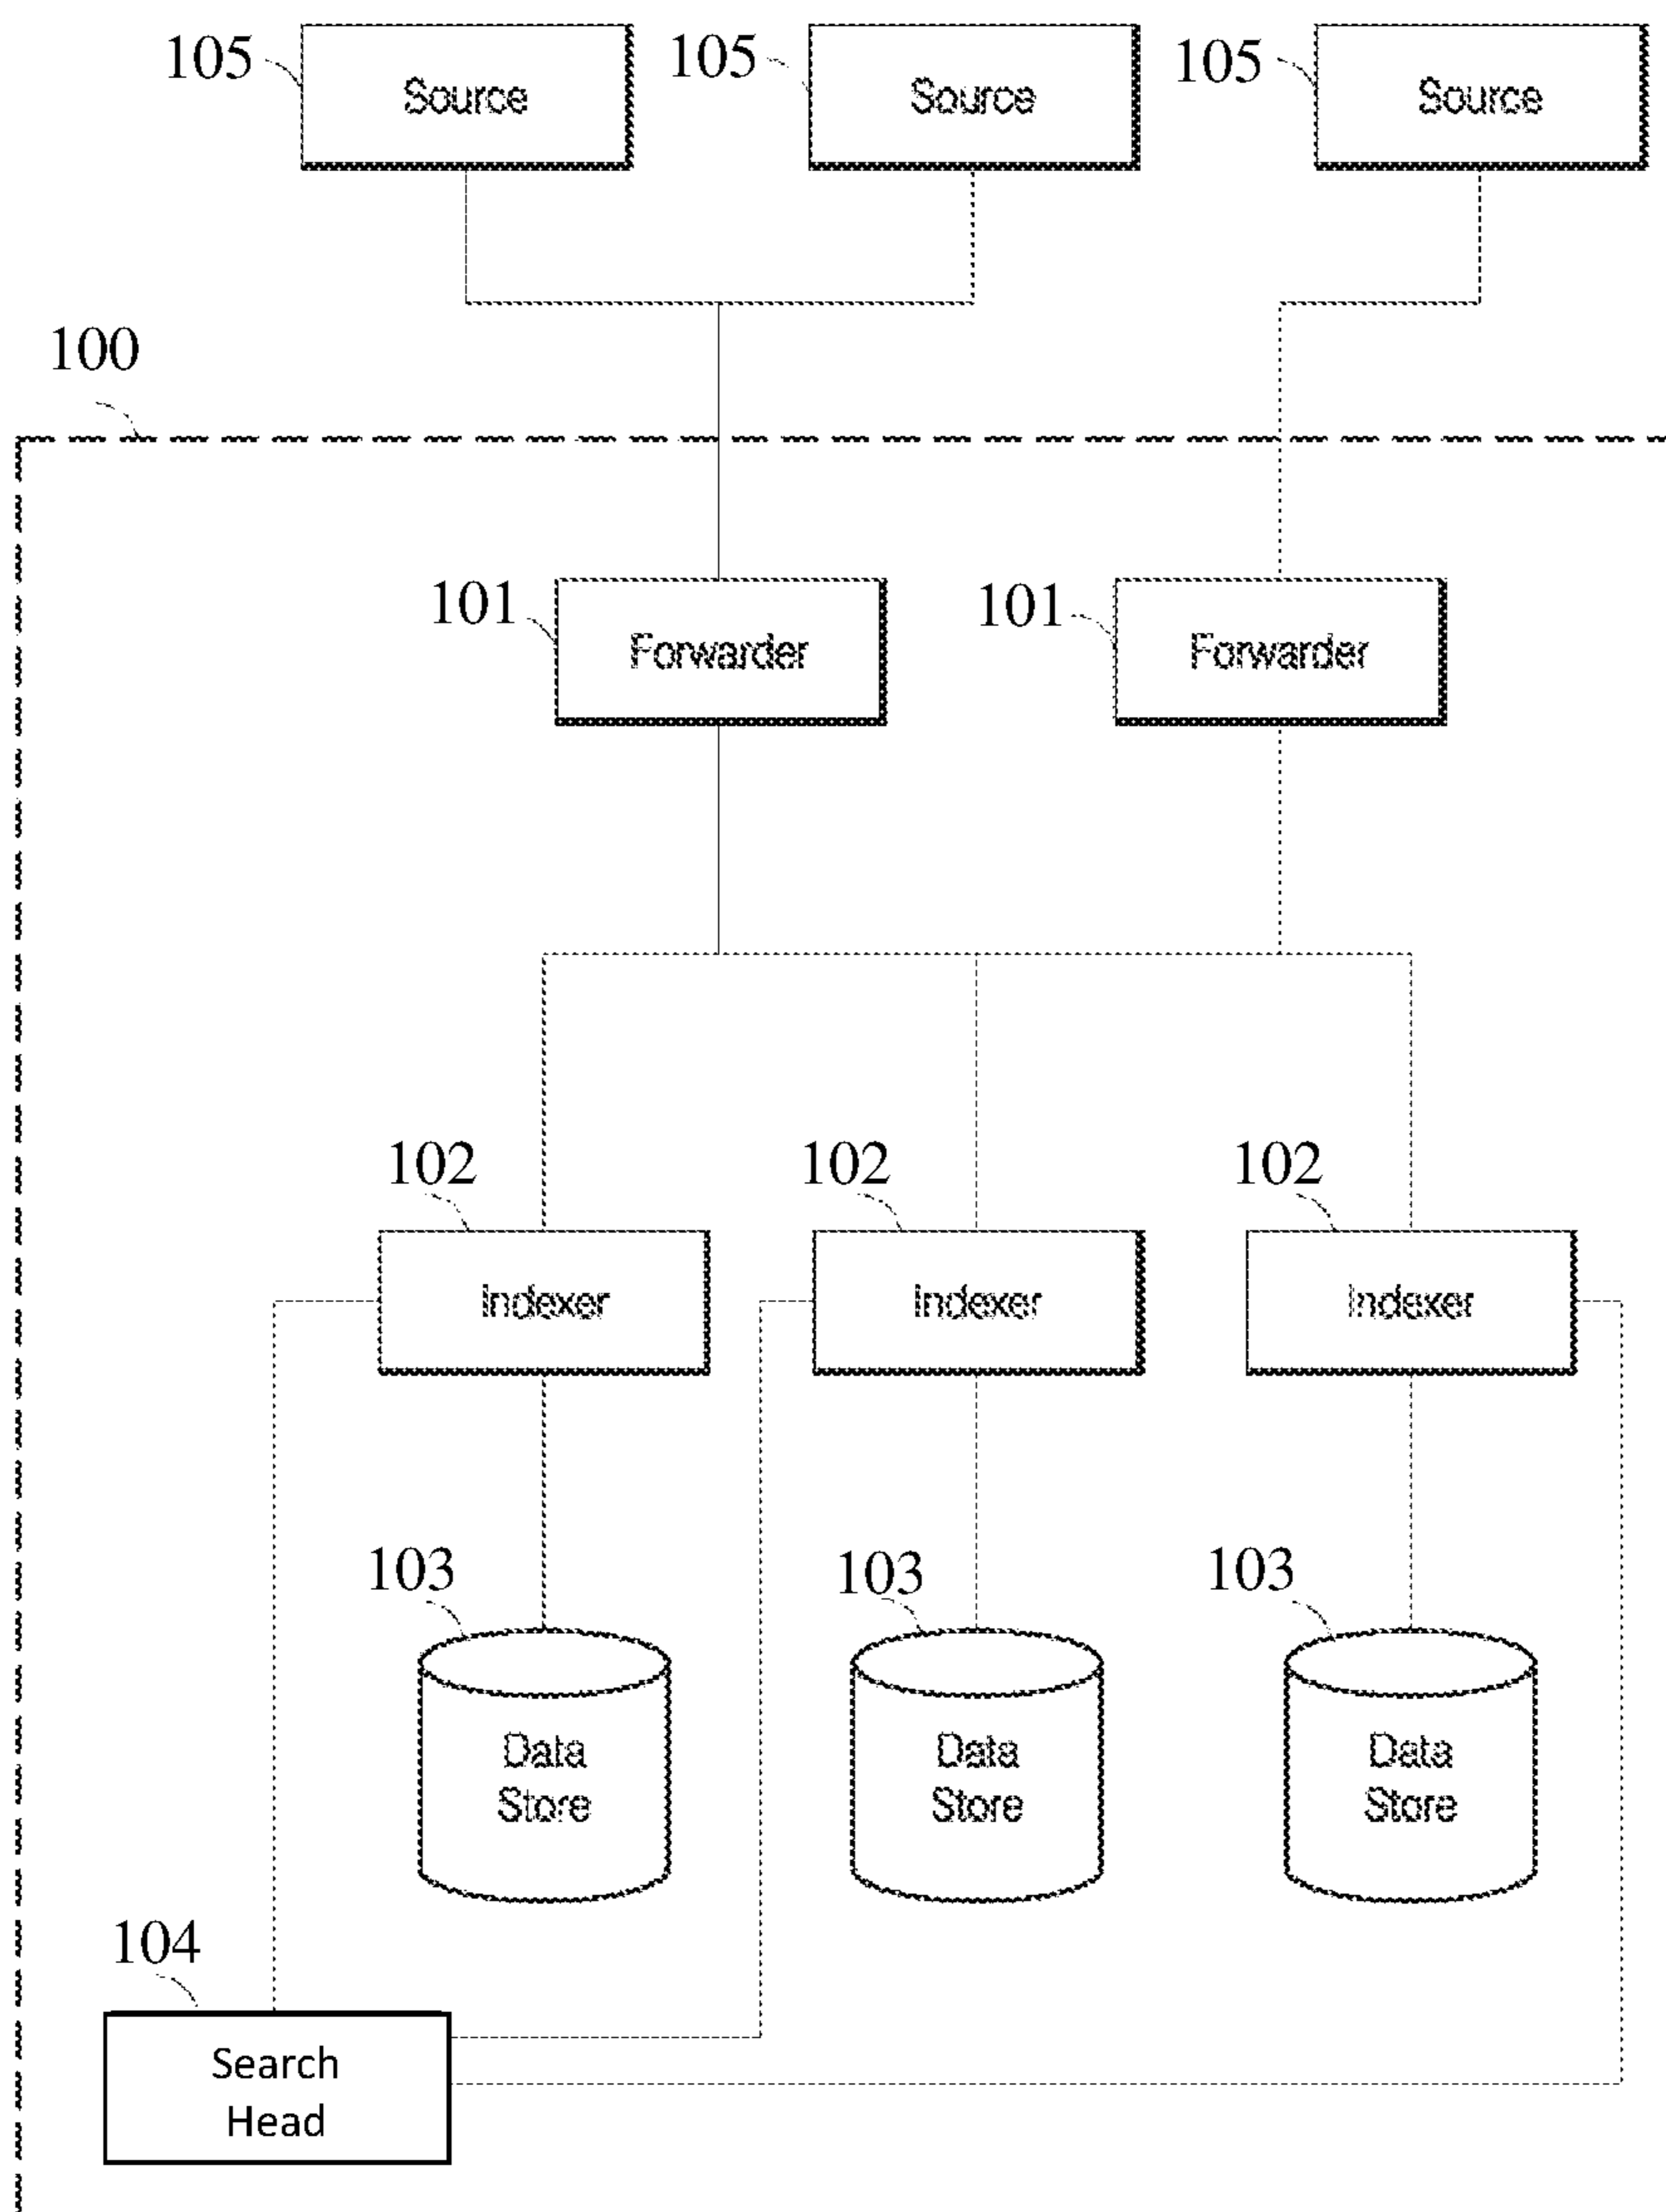 105
Source
105
Source
105
Source
100
101
Forwarder
101
Forwarder
102
Indexer
102
Indexer
102
Indexer
103
Data
Store
103
Data
Store
103
Data
Store
104
Search
Head